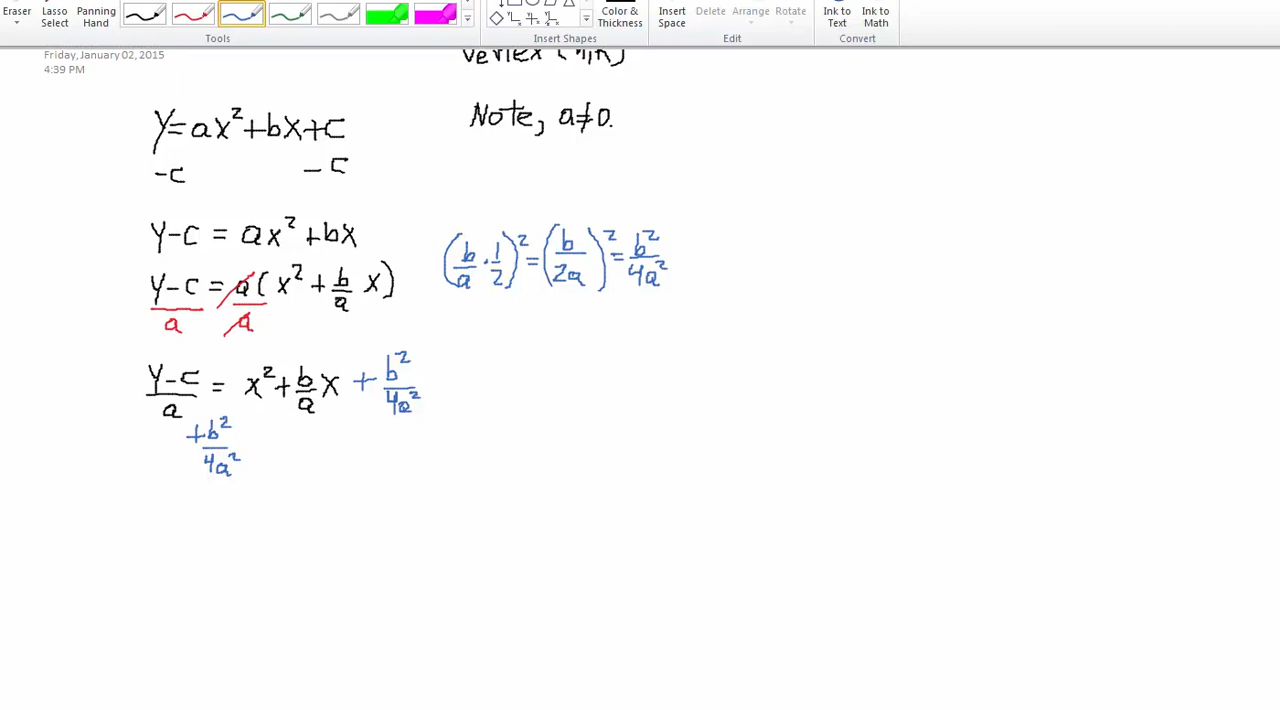 Eraser Lasso Select Panning Hand Color & Thickness Insert Space Delete Arrange Rotate Ink to Text Ink to Math
Tools Insert Shapes Edit Convert
Friday, January 02, 2015
4:39 PM
Vertex (h,k)
Note, a≠0.
y=ax²+bx+c
-c -c
y-c = ax²+bx
y-c = a(x²+b/a x)
a a
(b/a · 1/2)² = (b/2a)² = b²/4a²
y-c/a = x²+b/a x + b²/4a²
+b²/4a²